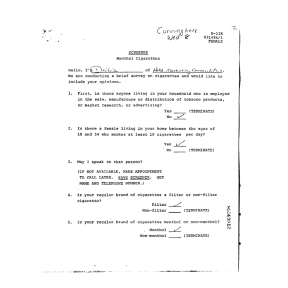 Cunningham
Wed 8
R-134
FEMALE
SCREENER
Menthol Cigarettes
Hello, I'm of
We are conducting a brief survey on cigarettes and would like to
include your opinions.
1. First, is there anyone living in your household who is employed
in the sale, manufacture or distribution of tobacco products,
or market research, or advertising?
Yes (TERMINATE)
No ✓
2. Is there a female living in your home between the ages of
18 and 34 who smokes at least 10 cigarettes per day?
Yes ✓
No (TERMINATE)
3. May I speak to that person?
(IF NOT AVAILABLE, MAKE APPOINTMENT
TO CALL LATER. SAVE SCREENER. GET
NAME AND TELEPHONE NUMBER.)
4. Is your regular brand of cigarettes a filter or non-filter
cigarette?
Filter ✓
Non-filter (TERMINATE)
5. Is your regular brand of cigarettes menthol or non-menthol?
Menthol ✓
Non-menthol (TERMINATE)